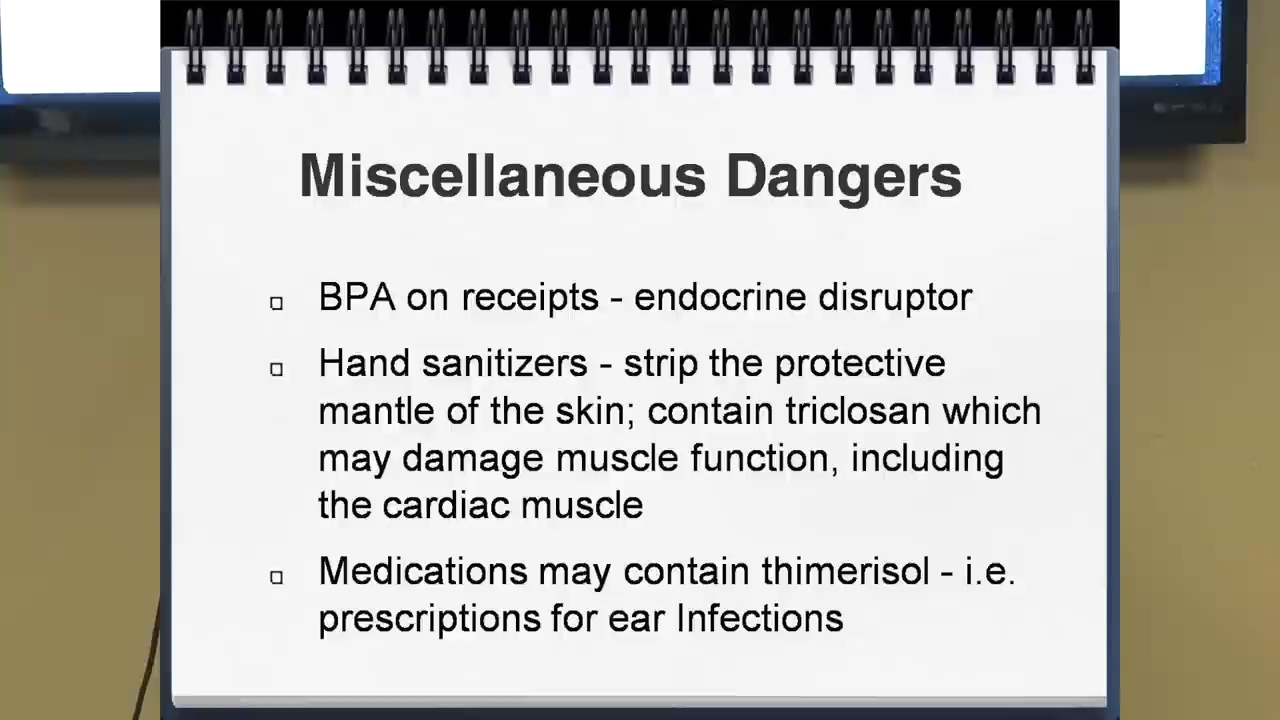 Miscellaneous Dangers
BPA on receipts - endocrine disruptor
Hand sanitizers - strip the protective
mantle of the skin; contain triclosan which
may damage muscle function, including
the cardiac muscle
Medications may contain thimerisol - i.e.
prescriptions for ear Infections